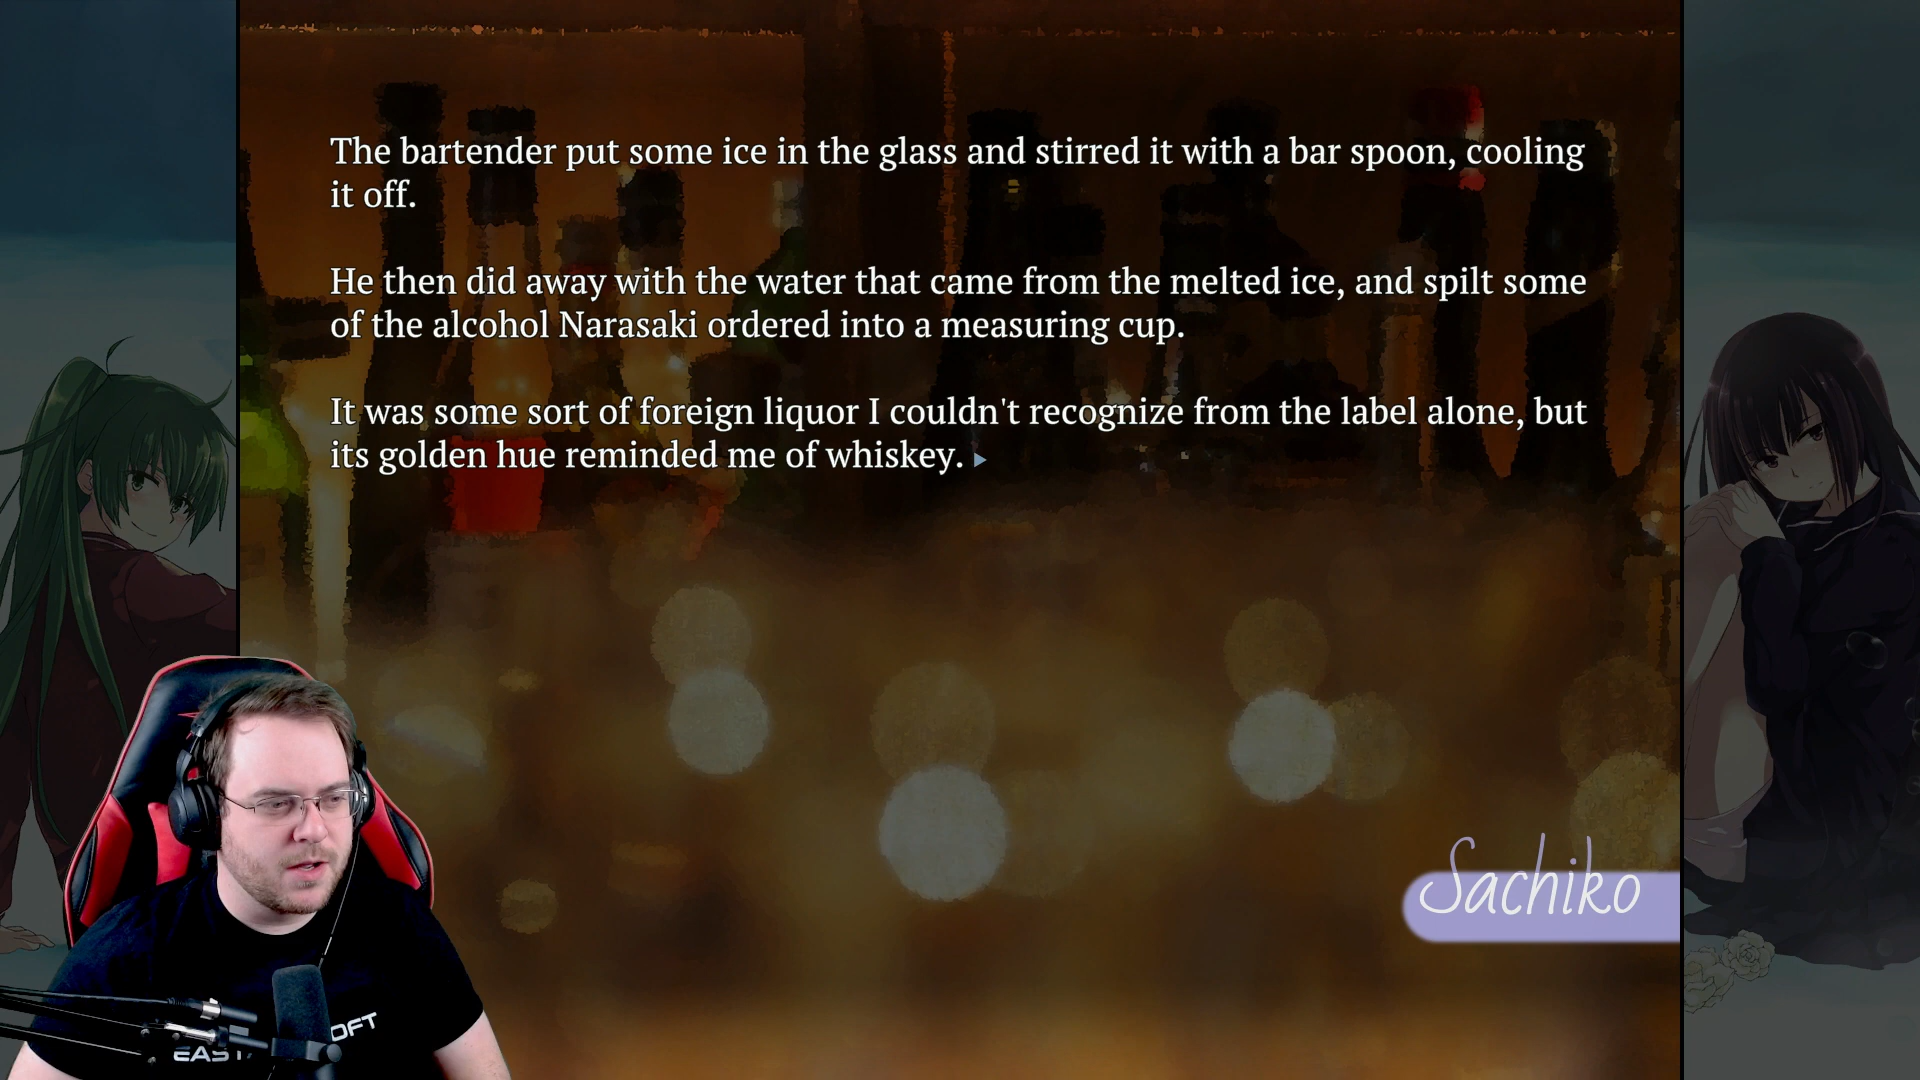 The bartender put some ice in the glass and stirred it with a bar spoon, cooling
it off.
He then did away with the water that came from the melted ice, and spilt some
of the alcohol Narasaki ordered into a measuring cup.
It was some sort of foreign liquor I couldn't recognize from the label alone, but
its golden hue reminded me of whiskey.
Sachiko
OFT
EAST